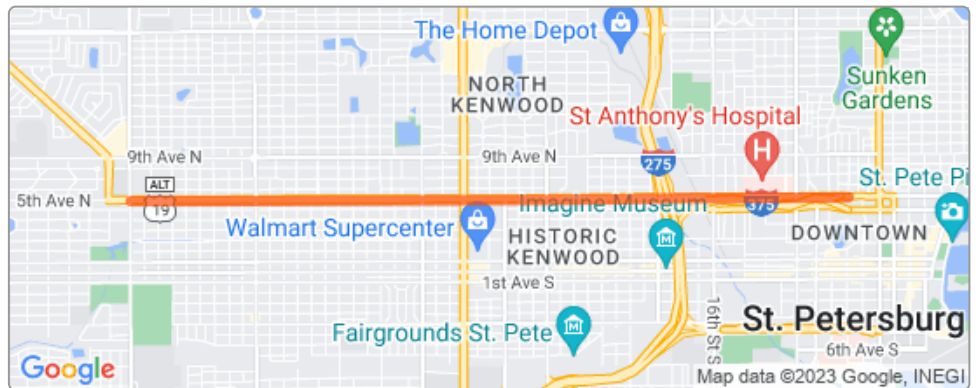 The Home Depot
NORTH
KENWOOD
Sunken
Gardens
St Anthony's Hospital
9th Ave N
9th Ave N
275
H
ALT
19
5th Ave N
375
St. Pete Pi
Imagine Museum
Walmart Supercenter
HISTORIC
KENWOOD
DOWNTOWN
1st Ave S
16th St S
Fairgrounds St. Pete
St. Petersburg
6th Ave S
Google
Map data ©2023 Google, INEGI